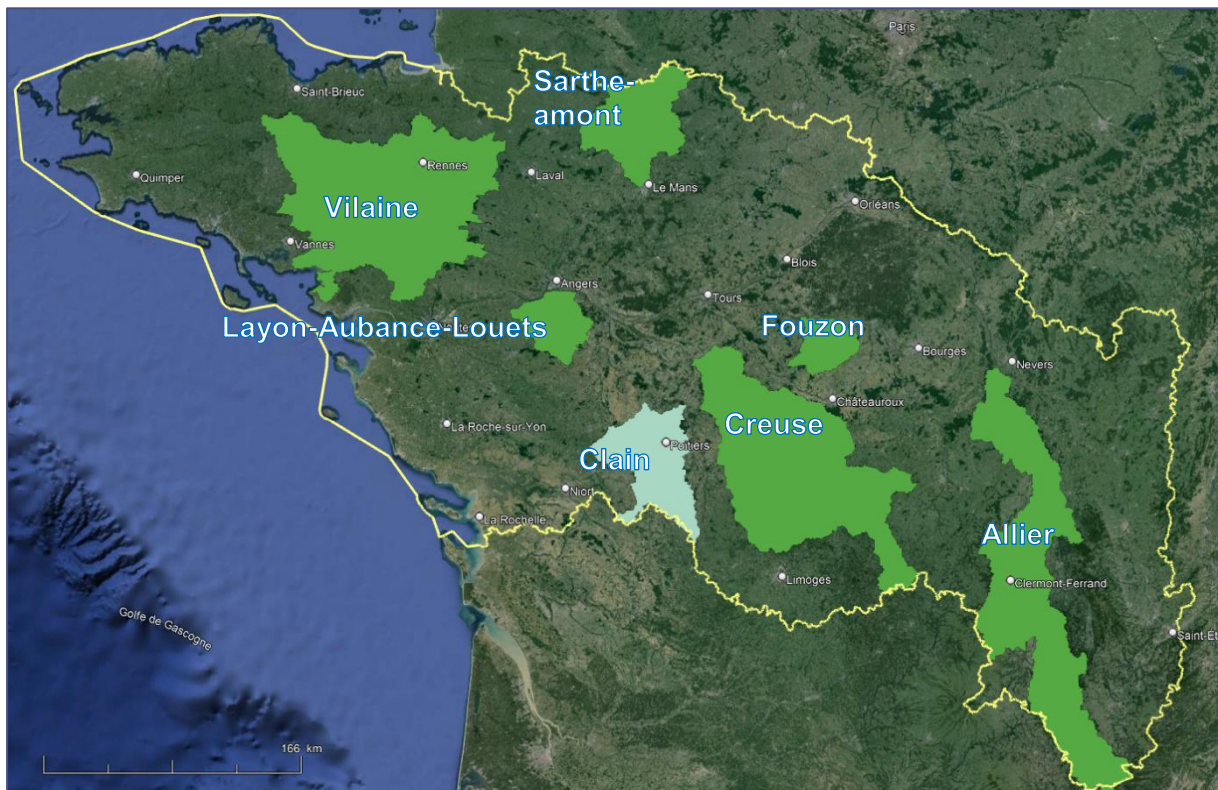 Paris
Sarthe-
amont
Saint-Brieuc
Rennes
Laval
Quimper
Le Mans
Vilaine
Orléans
Vannes
Blois
Angers
Tours
Layon-Aubance-Louets
Fouzon
Bourges
Nevers
Châteauroux
Creuse
La Roche-sur-Yon
Poitiers
Clain
Niort
La Rochelle
Allier
Limoges
Clermont-Ferrand
Golfe de Gascogne
166 km